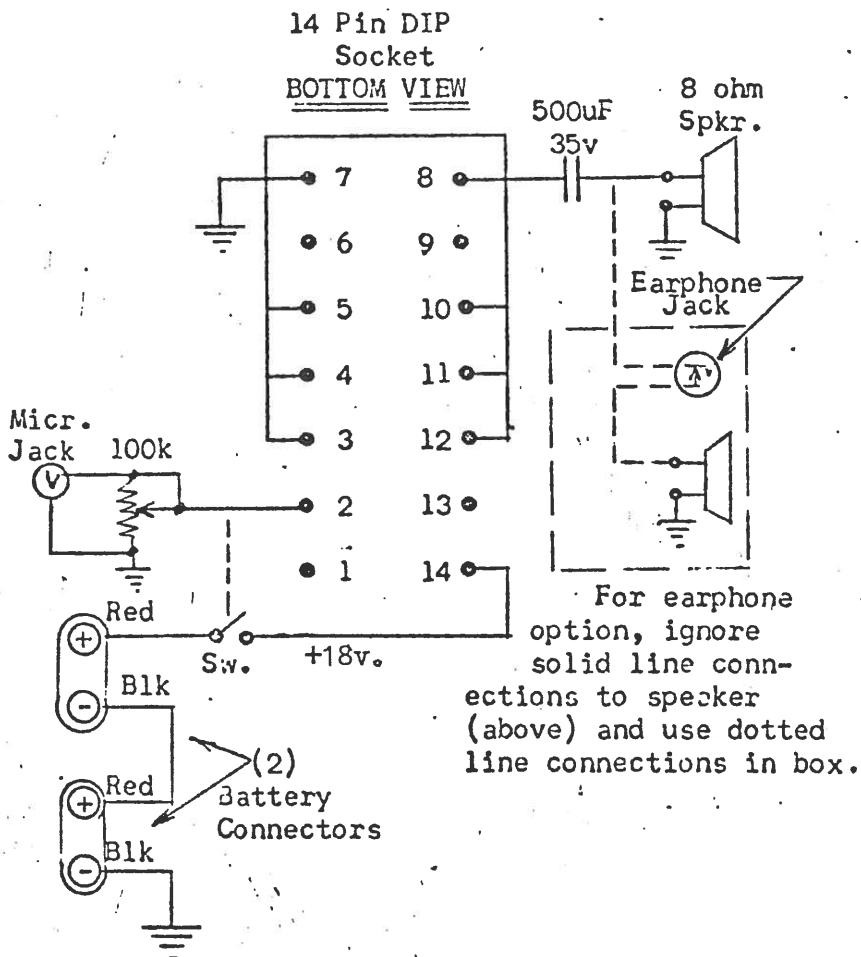 14 Pin DIP
Socket
BOTTOM VIEW
500uF
35v
8 ohm
Spkr.
7 8
6 9
5 10
4 11
3 12
2 13
1 14
Earphone
Jack
Micr.
Jack
100k
Red
+
Sw.
+18v.
Blk
-
Red
+
Blk
-
(2)
Battery
Connectors
For earphone
option, ignore
solid line conn-
ections to speaker
(above) and use dotted
line connections in box.